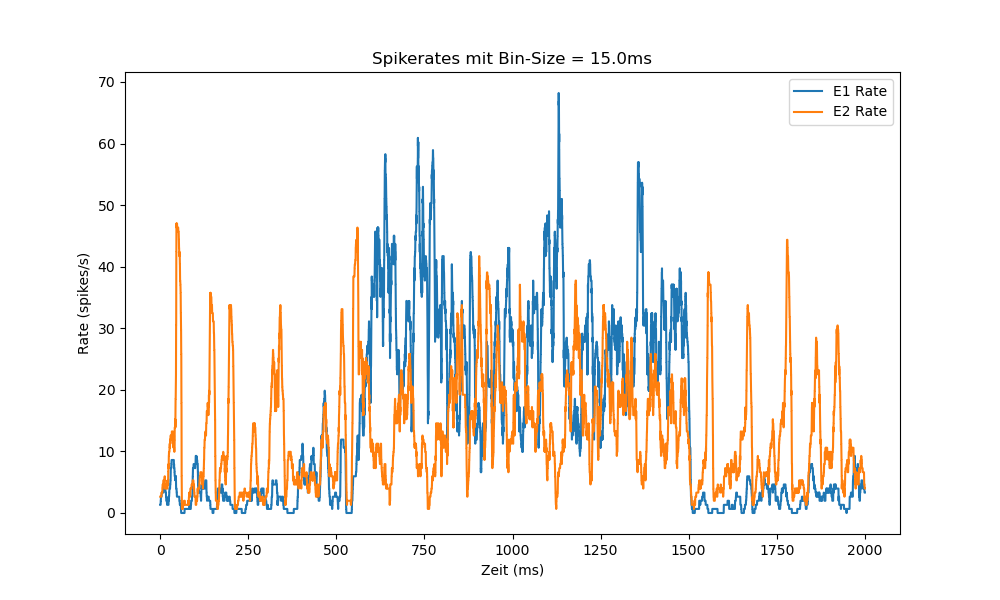 Spikerates mit Bin-Size = 15.0ms
E1 Rate
E2 Rate
70
60
50
40
30
20
10
0
Rate (spikes/s)
0 250 500 750 1000 1250 1500 1750 2000
Zeit (ms)